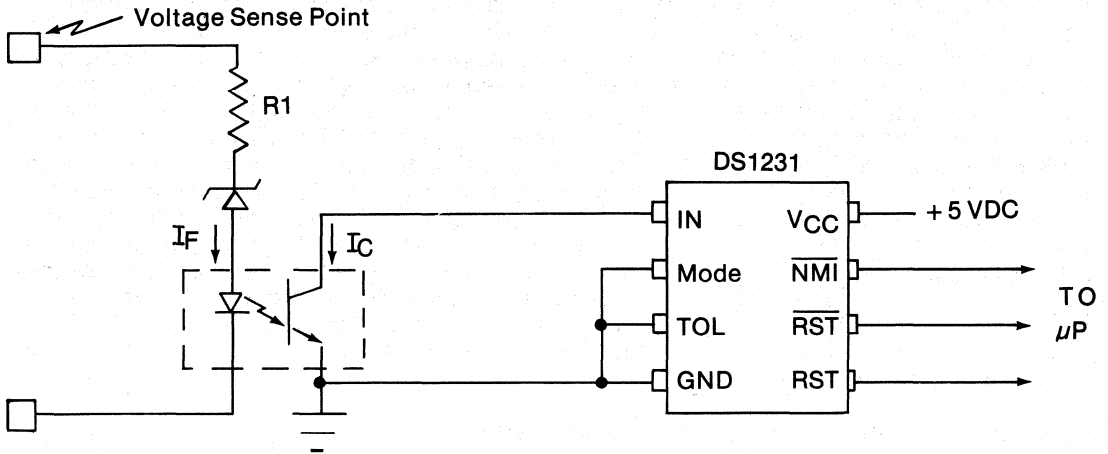 Voltage Sense Point
R1
IF
IC
DS1231
IN
Mode
TOL
GND
VCC
NMI
RST
RST
+5 VDC
TO
μP